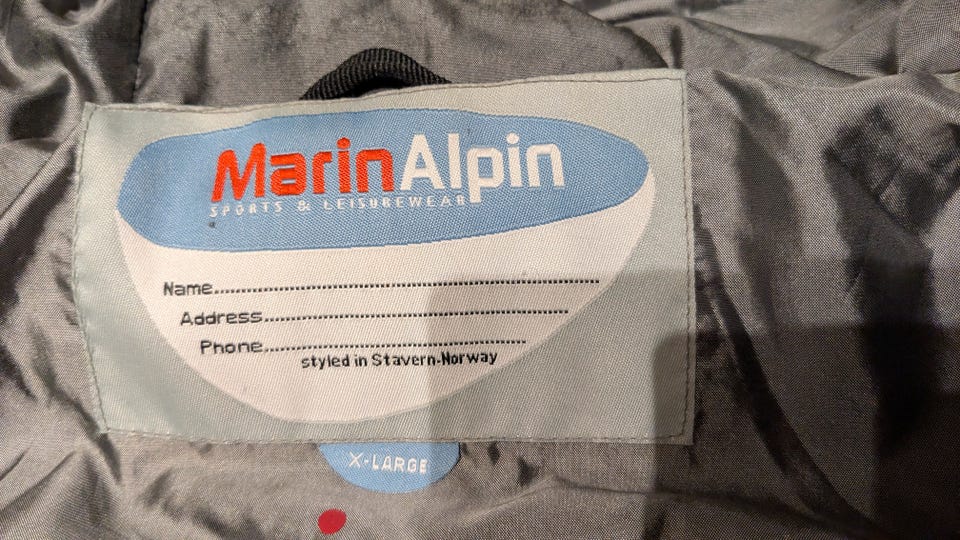 MarinAlpin
SPORTS & LEISUREWEAR
Name
Address
Phone
styled in Stavern-Norway
X-LARGE